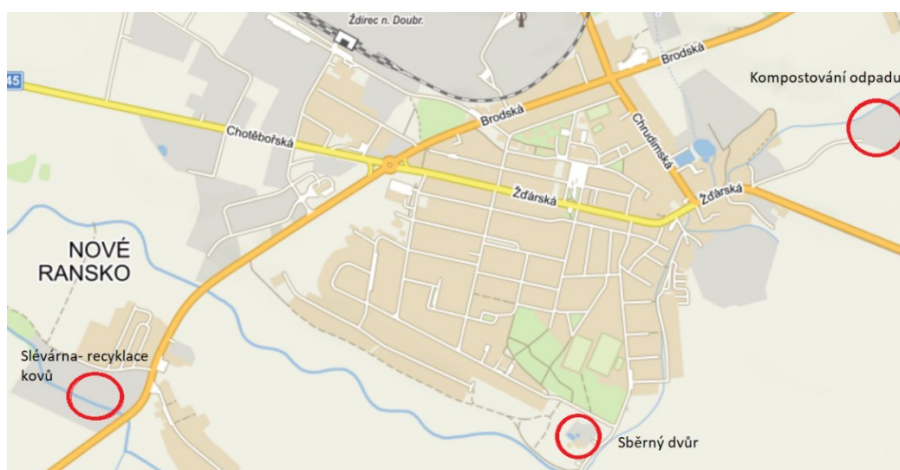 Ždírec n. Doubr.
Brodská
Kompostování odpadu
45
Chotěbořská
Brodská
Chrudimská
Žďárská
Žďárská
NOVÉ
RANSKO
Slévárna- recyklace
kovů
Sběrný dvůr